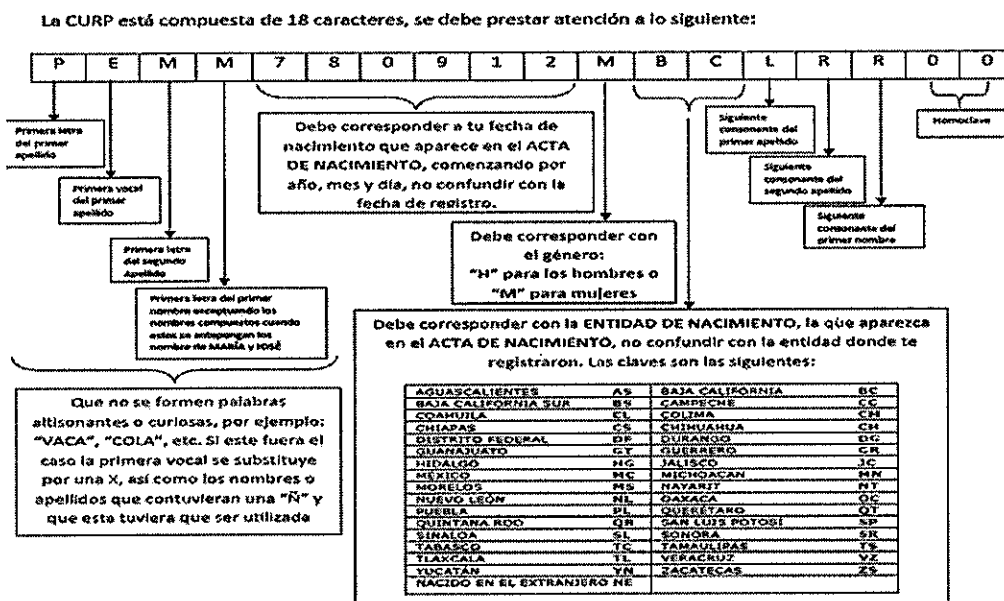 La CURP está compuesta de 18 caracteres, se debe prestar atención a lo siguiente:
P E M M 7 8 0 9 1 2 M B C L R R 0 0
Primera letra
del primer
apellido
Primera vocal
del primer
apellido
Primera letra
del segundo
Apellido
Primera letra del primer
nombre exceptuando los
nombres compuestos cuando
estos se antepongan los
nombre de MARÍA y JOSÉ
Debe corresponder a tu fecha de
nacimiento que aparece en el ACTA
DE NACIMIENTO, comenzando por
año, mes y día, no confundir con la
fecha de registro.
Debe corresponder con
el género:
“H” para los hombres o
“M” para mujeres
Siguiente
consonante del
primer apellido
Siguiente
consonante del
segundo apellido
Siguiente
consonante del
primer nombre
Homoclave
Que no se formen palabras
altisonantes o curiosas, por ejemplo:
“VACA”, “COLA”, etc. Si este fuera el
caso la primera vocal se substituye
por una X, así como los nombres o
apellidos que contuvieran una “Ñ” y
que esta tuviera que ser utilizada
Debe corresponder con la ENTIDAD DE NACIMIENTO, la que aparezca
en el ACTA DE NACIMIENTO, no confundir con la entidad donde te
registraron. Las claves son las siguientes:
AGUASCALIENTES AS BAJA CALIFORNIA BC
BAJA CALIFORNIA SUR BS CAMPECHE CC
COAHUILA CL COLIMA CM
CHIAPAS CS CHIHUAHUA CH
DISTRITO FEDERAL DF DURANGO DG
GUANAJUATO GT GUERRERO GR
HIDALGO HG JALISCO JC
MÉXICO MC MICHOACAN MN
MORELOS MS NAYARIT NT
NUEVO LEÓN NL OAXACA OC
PUEBLA PL QUERÉTARO QT
QUINTANA ROO QR SAN LUIS POTOSÍ SP
SINALOA SL SONORA SR
TABASCO TC TAMAULIPAS TS
TLAXCALA TL VERACRUZ VZ
YUCATÁN YN ZACATECAS ZS
NACIDO EN EL EXTRANJERO NE